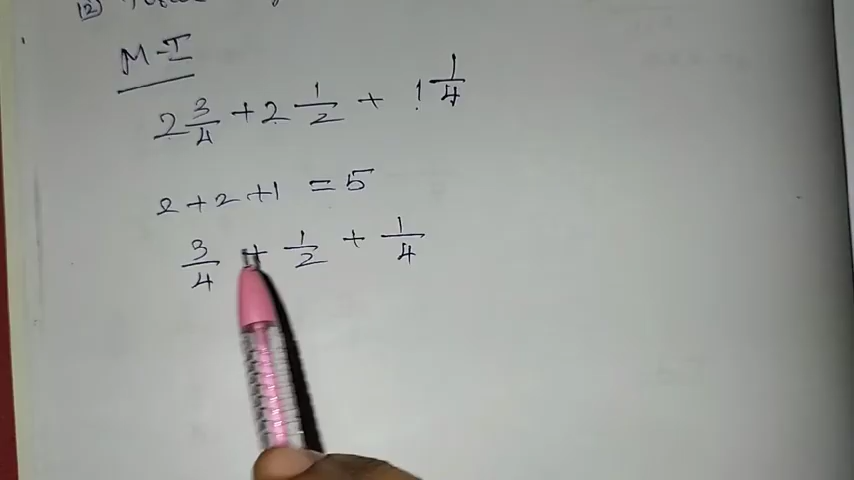 12)
M-I
2 3/4 + 2 1/2 + 1 1/4
2 + 2 + 1 = 5
3/4 + 1/2 + 1/4